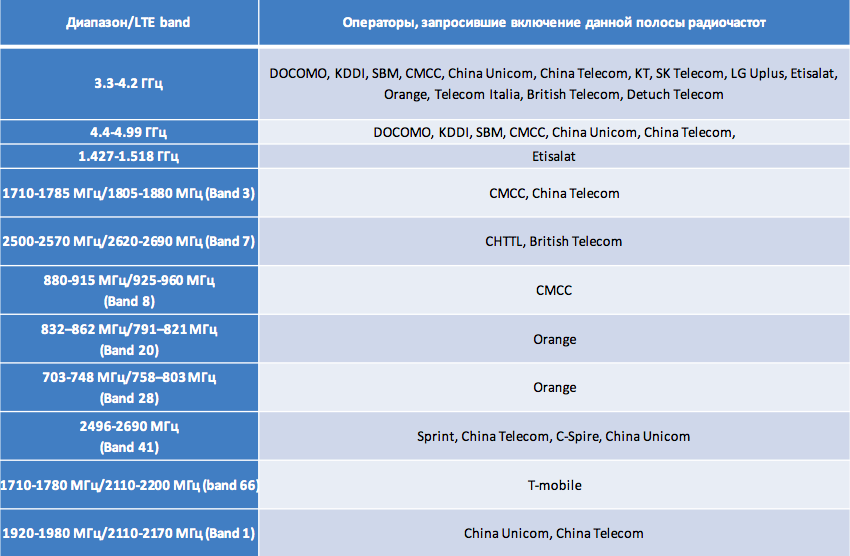 Диапазон/LTE band
Операторы, запросившие включение данной полосы радиочастот
3.3-4.2 ГГц
DOCOMO, KDDI, SBM, CMCC, China Unicom, China Telecom, KT, SK Telecom, LG Uplus, Etisalat,
Orange, Telecom Italia, British Telecom, Detuch Telecom
4.4-4.99 ГГц
DOCOMO, KDDI, SBM, CMCC, China Unicom, China Telecom,
1.427-1.518 ГГц
Etisalat
1710-1785 МГц/1805-1880 МГц (Band 3)
CMCC, China Telecom
2500-2570 МГц/2620-2690 МГц (Band 7)
CHTTL, British Telecom
880-915 МГц/925-960 МГц
(Band 8)
CMCC
832–862 МГц/791–821 МГц
(Band 20)
Orange
703-748 МГц/758–803 МГц
(Band 28)
Orange
2496-2690 МГц
(Band 41)
Sprint, China Telecom, C-Spire, China Unicom
1710-1780 МГц/2110-2200 МГц (band 66)
T-mobile
1920-1980 МГц/2110-2170 МГц (Band 1)
China Unicom, China Telecom